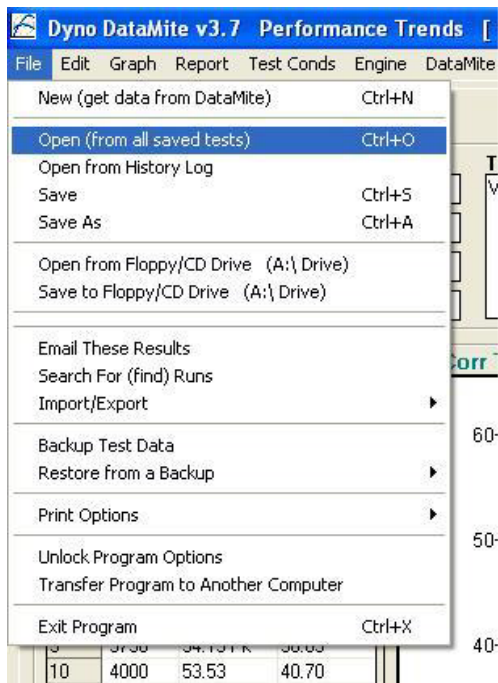 Dyno DataMite v3.7 Performance Trends [
File Edit Graph Report Test Conds Engine DataMite
New (get data from DataMite) Ctrl+N
Open (from all saved tests) Ctrl+O
Open from History Log
Save Ctrl+S
Save As Ctrl+A
Open from Floppy/CD Drive (A:\ Drive)
Save to Floppy/CD Drive (A:\ Drive)
Email These Results
Search For (find) Runs
Import/Export
Backup Test Data
Restore from a Backup
Print Options
Unlock Program Options
Transfer Program to Another Computer
Exit Program Ctrl+X
60
50
40
10 4000 53.53 40.70